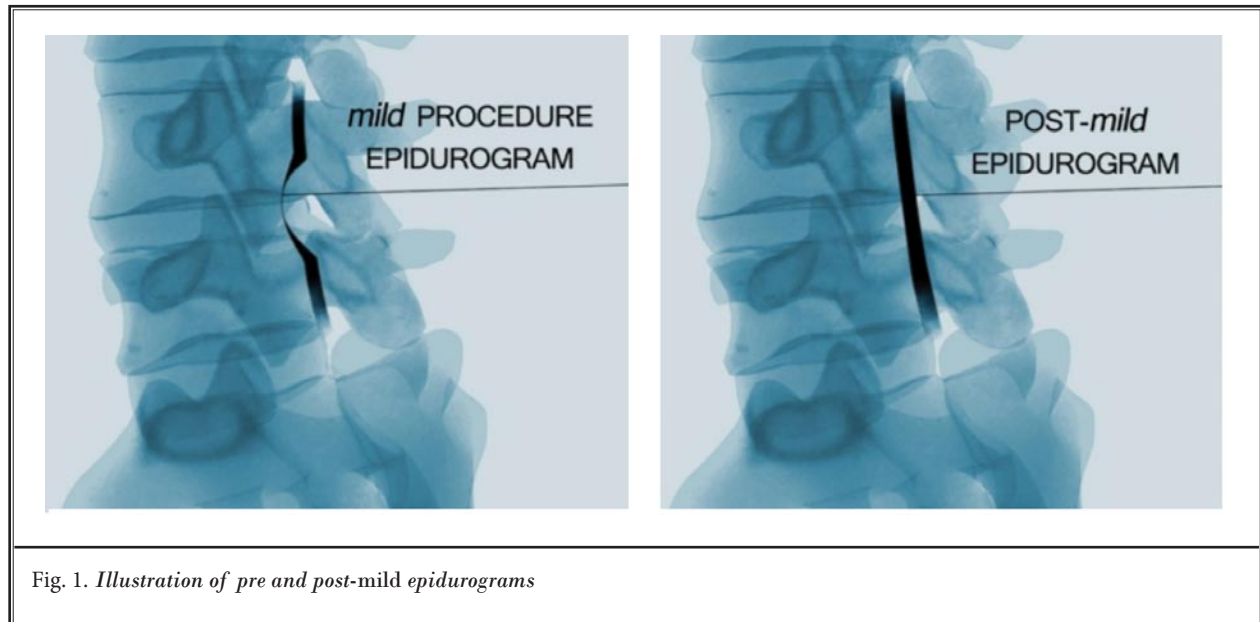 mild PROCEDURE
EPIDUROGRAM
POST-mild
EPIDUROGRAM
Fig. 1. Illustration of pre and post-mild epidurograms